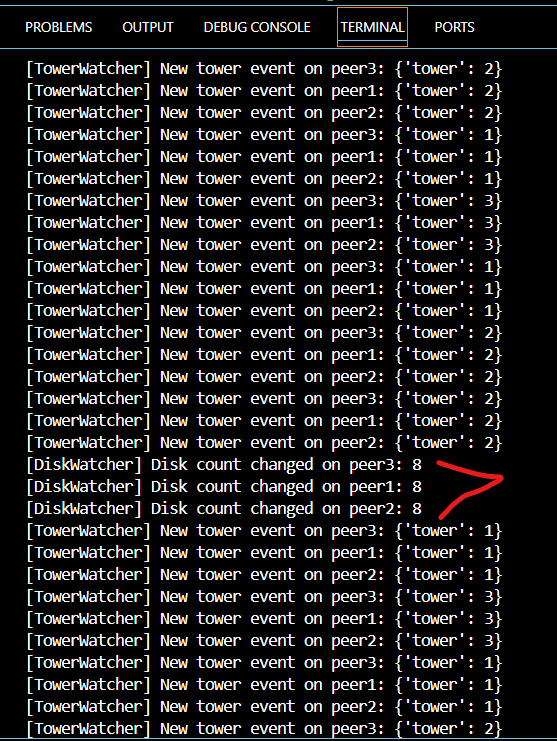 PROBLEMS OUTPUT DEBUG CONSOLE TERMINAL PORTS
[TowerWatcher] New tower event on peer3: {'tower': 2}
[TowerWatcher] New tower event on peer1: {'tower': 2}
[TowerWatcher] New tower event on peer2: {'tower': 2}
[TowerWatcher] New tower event on peer3: {'tower': 1}
[TowerWatcher] New tower event on peer1: {'tower': 1}
[TowerWatcher] New tower event on peer2: {'tower': 1}
[TowerWatcher] New tower event on peer3: {'tower': 3}
[TowerWatcher] New tower event on peer1: {'tower': 3}
[TowerWatcher] New tower event on peer2: {'tower': 3}
[TowerWatcher] New tower event on peer3: {'tower': 1}
[TowerWatcher] New tower event on peer1: {'tower': 1}
[TowerWatcher] New tower event on peer2: {'tower': 1}
[TowerWatcher] New tower event on peer3: {'tower': 2}
[TowerWatcher] New tower event on peer1: {'tower': 2}
[TowerWatcher] New tower event on peer2: {'tower': 2}
[TowerWatcher] New tower event on peer3: {'tower': 2}
[TowerWatcher] New tower event on peer1: {'tower': 2}
[TowerWatcher] New tower event on peer2: {'tower': 2}
[DiskWatcher] Disk count changed on peer3: 8
[DiskWatcher] Disk count changed on peer1: 8
[DiskWatcher] Disk count changed on peer2: 8
[TowerWatcher] New tower event on peer3: {'tower': 1}
[TowerWatcher] New tower event on peer1: {'tower': 1}
[TowerWatcher] New tower event on peer2: {'tower': 1}
[TowerWatcher] New tower event on peer3: {'tower': 3}
[TowerWatcher] New tower event on peer1: {'tower': 3}
[TowerWatcher] New tower event on peer2: {'tower': 3}
[TowerWatcher] New tower event on peer3: {'tower': 1}
[TowerWatcher] New tower event on peer1: {'tower': 1}
[TowerWatcher] New tower event on peer2: {'tower': 1}
[TowerWatcher] New tower event on peer3: {'tower': 2}